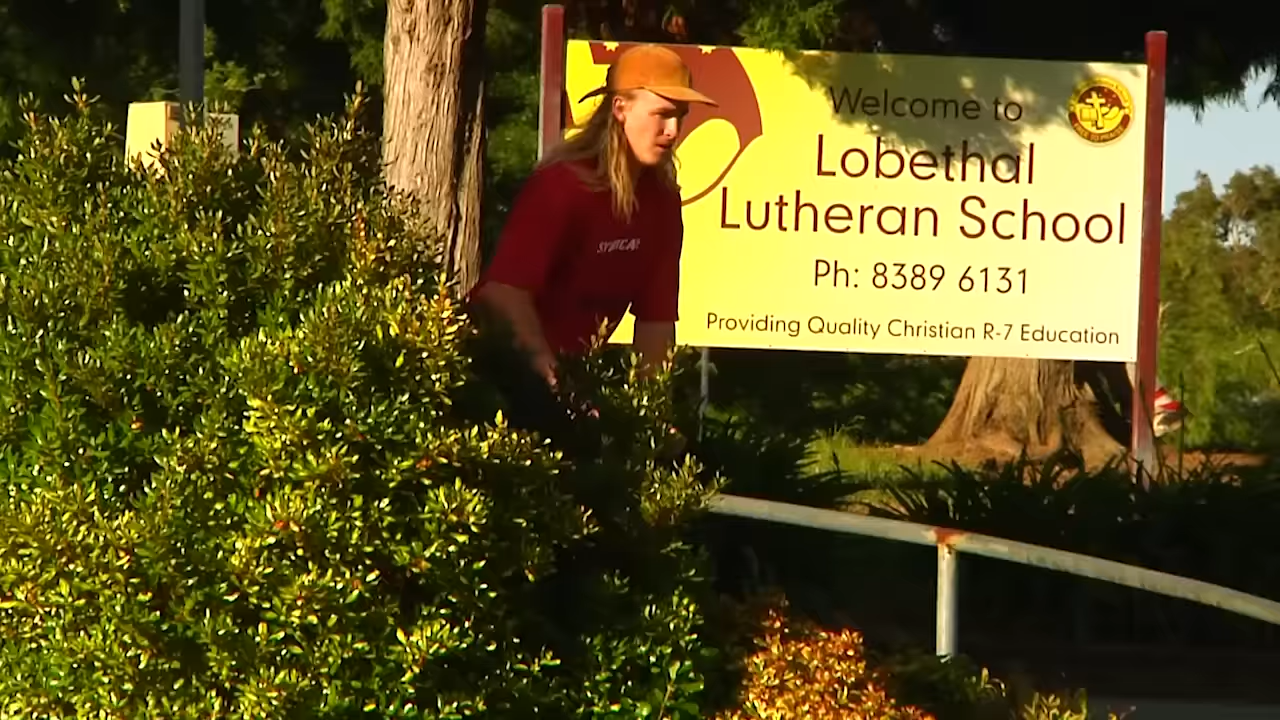 Welcome to
Lobethal
Lutheran School
Ph: 8389 6131
Providing Quality Christian R-7 Education